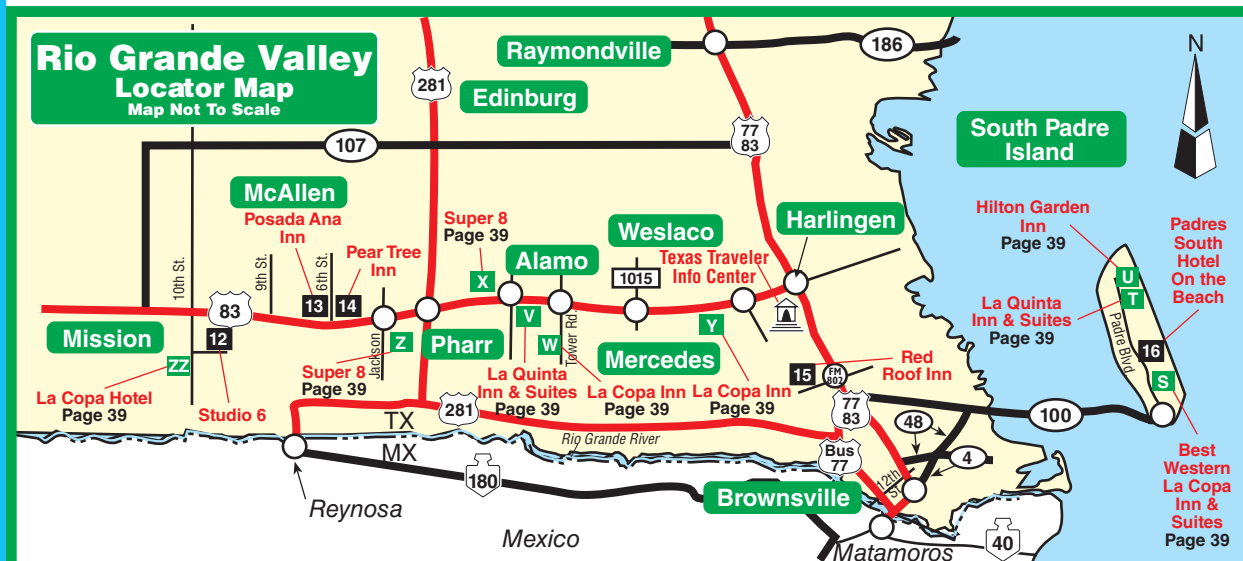 Rio Grande Valley
Locator Map
Map Not To Scale
Raymondville
186
N
281
Edinburg
77
83
South Padre
Island
107
McAllen
Posada Ana
Inn
Pear Tree
Inn
Super 8
Page 39
Weslaco
Harlingen
Hilton Garden
Inn
Page 39
Padres
South
Hotel
On the
Beach
10th St.
9th St.
6th St.
13
14
X
Alamo
1015
Texas Traveler
Info Center
U
T
La Quinta
Inn & Suites
Page 39
Padre Blvd
16
S
83
12
Mission
ZZ
La Copa Hotel
Page 39
Studio 6
Jackson
Z
Super 8
Page 39
Pharr
V
La Quinta
Inn & Suites
Page 39
W
Tower Rd.
La Copa Inn
Page 39
Mercedes
Y
La Copa Inn
Page 39
15
FM
802
Red
Roof Inn
77
83
100
281
TX
MX
Rio Grande River
48
4
Bus
77
12th
Best
Western
La Copa
Inn &
Suites
Page 39
180
Reynosa
Brownsville
Mexico
Matamoros
40